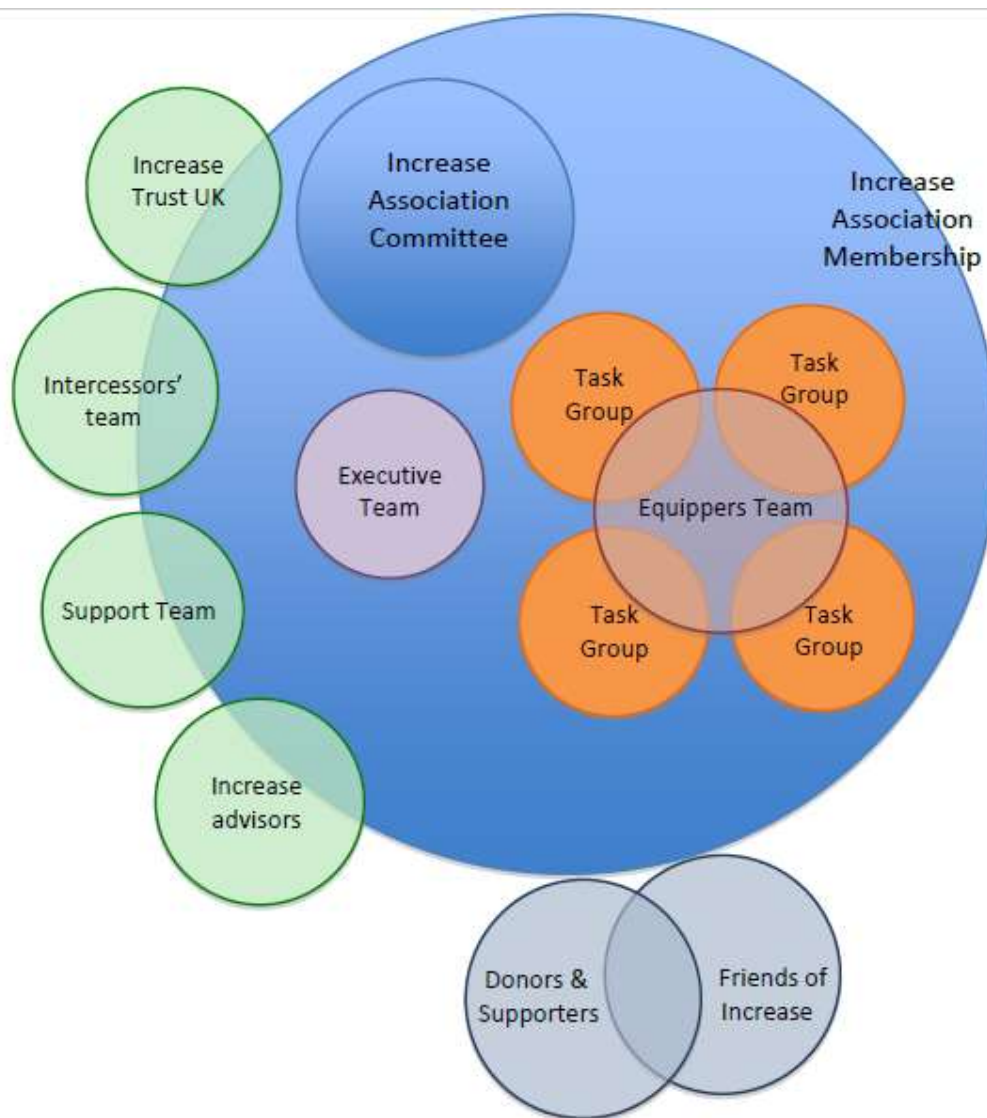 Increase
Trust UK
Increase
Association
Committee
Increase
Association
Membership
Intercessors'
team
Executive
Team
Task
Group
Task
Group
Equippers Team
Support Team
Task
Group
Task
Group
Increase
advisors
Donors &
Supporters
Friends of
Increase